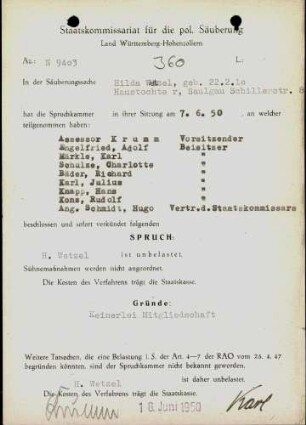 Staatskommissariat für die pol. Säuberung
Land Württemberg-Hohenzollern
Az.: S 9403 360 L:
In der Säuberungssache Hilda Wetzel, geb. 22.2.10
Haustochter, Saulgau Schillerstr. 8
hat die Spruchkammer in ihrer Sitzung am 7.6.50, an welcher
teilgenommen haben:
Assessor Krumm Vorsitzender
Engelfried, Agolf Beisitzer
Märkle, Karl "
Schulze, Charlotte "
Bäder, Richard "
Karl, Julius "
Knapp, Hans "
Kons, Rudolf "
Ang. Schmidt, Hugo Vertr.d.Staatskommissars
beschlossen und sofort verkündet folgenden
SPRUCH:
H. Wetzel ist unbelastet.
Sühnemaßnahmen werden nicht angeordnet.
Die Kosten des Verfahrens trägt die Staatskasse.
Gründe:
Keinerlei Mitgliedschaft
Weitere Tatsachen, die eine Belastung i. S. der Art. 4–7 des RAO vom 26. 4. 47
begründen könnten, sind der Spruchkammer nicht bekannt geworden.
H. Wetzel ist daher unbelastet.
Die Kosten des Verfahrens trägt die Staatskasse.
Krumm 16. Juni 1950 Karl